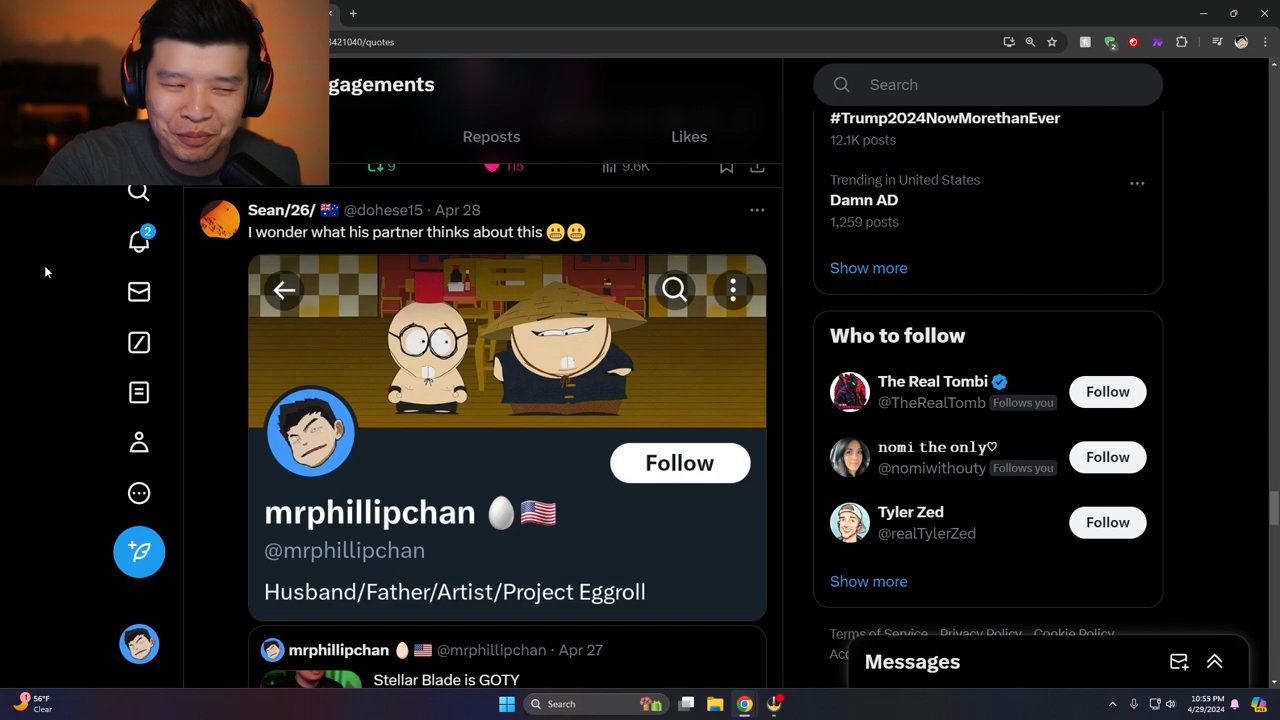 3421040/quotes
gagements
Reposts
Likes
9
115
9.6K
2
Sean/26/ 🇦🇺 @dohese15 · Apr 28
I wonder what his partner thinks about this 😬😬
Follow
mrphillipchan 🥚🇺🇸
@mrphillipchan
Husband/Father/Artist/Project Eggroll
mrphillipchan 🥚🇺🇸 @mrphillipchan · Apr 27
Stellar Blade is GOTY
Search
#Trump2024NowMorethanEver
12.1K posts
Trending in United States
Damn AD
1,259 posts
Show more
Who to follow
The Real Tombi
@TheRealTomb Follows you
Follow
𝕟𝕠𝕞𝕚 𝕥𝕙𝕖 𝕠𝕟𝕝𝕪♡
@nomiwithouty Follows you
Follow
Tyler Zed
@realTylerZed
Follow
Show more
Terms of Service Privacy Policy Cookie Policy
Acc
Messages
1
56°F
Clear
Search
10:55 PM
4/29/2024